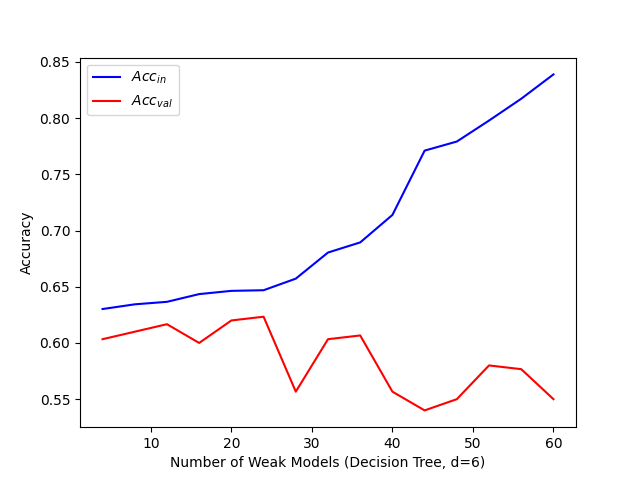 0.85
0.80
0.75
0.70
0.65
0.60
0.55
Accuracy
Acc_in
Acc_val
10 20 30 40 50 60
Number of Weak Models (Decision Tree, d=6)